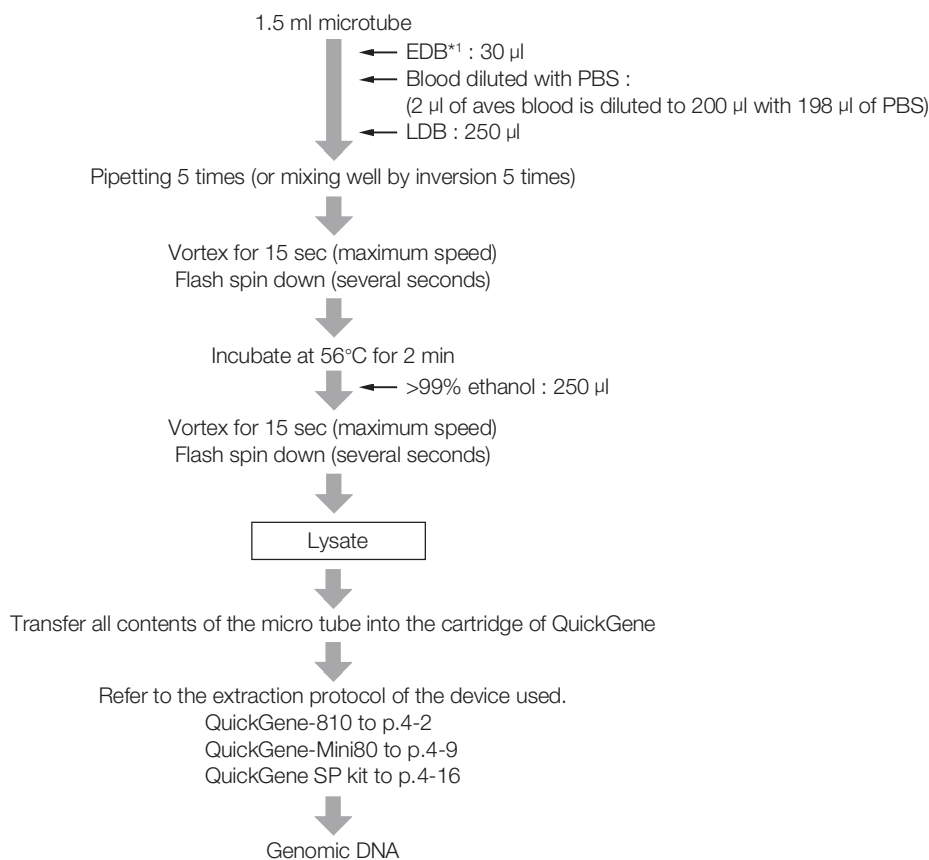 1.5 ml microtube
EDB*1 : 30 µl
Blood diluted with PBS :
(2 µl of aves blood is diluted to 200 µl with 198 µl of PBS)
LDB : 250 µl
Pipetting 5 times (or mixing well by inversion 5 times)
Vortex for 15 sec (maximum speed)
Flash spin down (several seconds)
Incubate at 56°C for 2 min
>99% ethanol : 250 µl
Vortex for 15 sec (maximum speed)
Flash spin down (several seconds)
Lysate
Transfer all contents of the micro tube into the cartridge of QuickGene
Refer to the extraction protocol of the device used.
QuickGene-810 to p.4-2
QuickGene-Mini80 to p.4-9
QuickGene SP kit to p.4-16
Genomic DNA